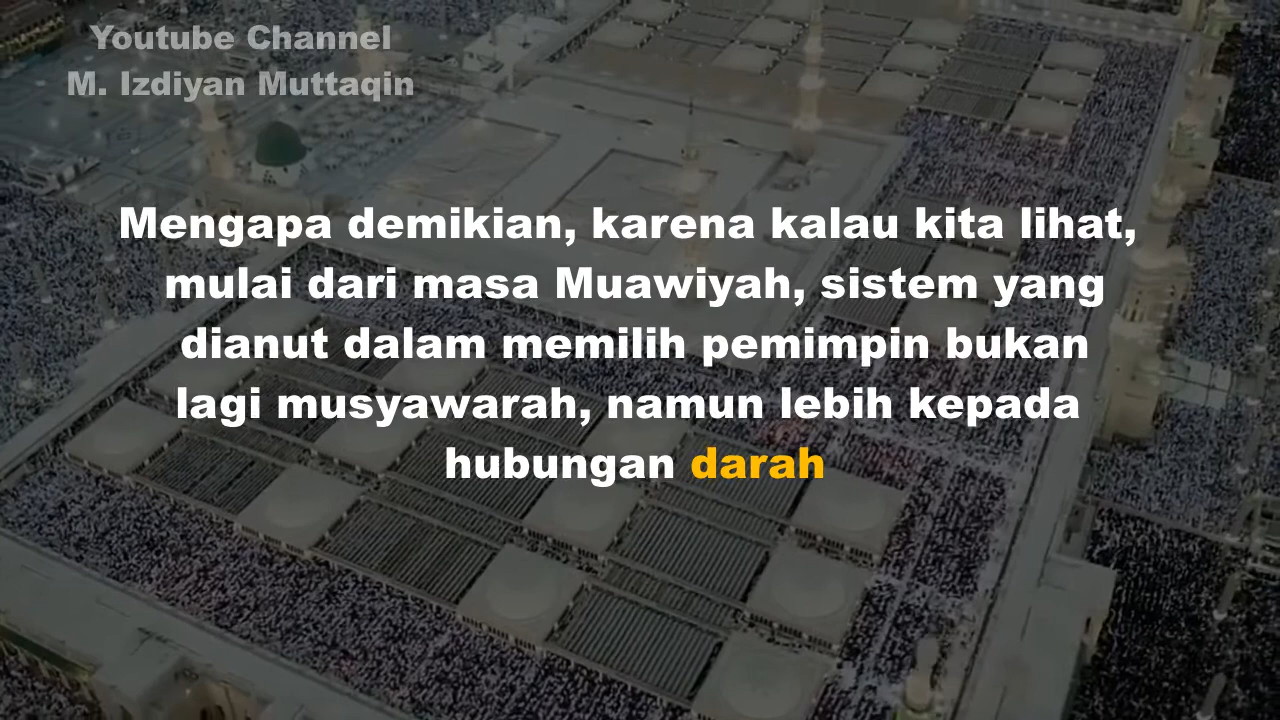 Youtube Channel
M. Izdiyan Muttaqin
Mengapa demikian, karena kalau kita lihat,
mulai dari masa Muawiyah, sistem yang
dianut dalam memilih pemimpin bukan
lagi musyawarah, namun lebih kepada
hubungan darah